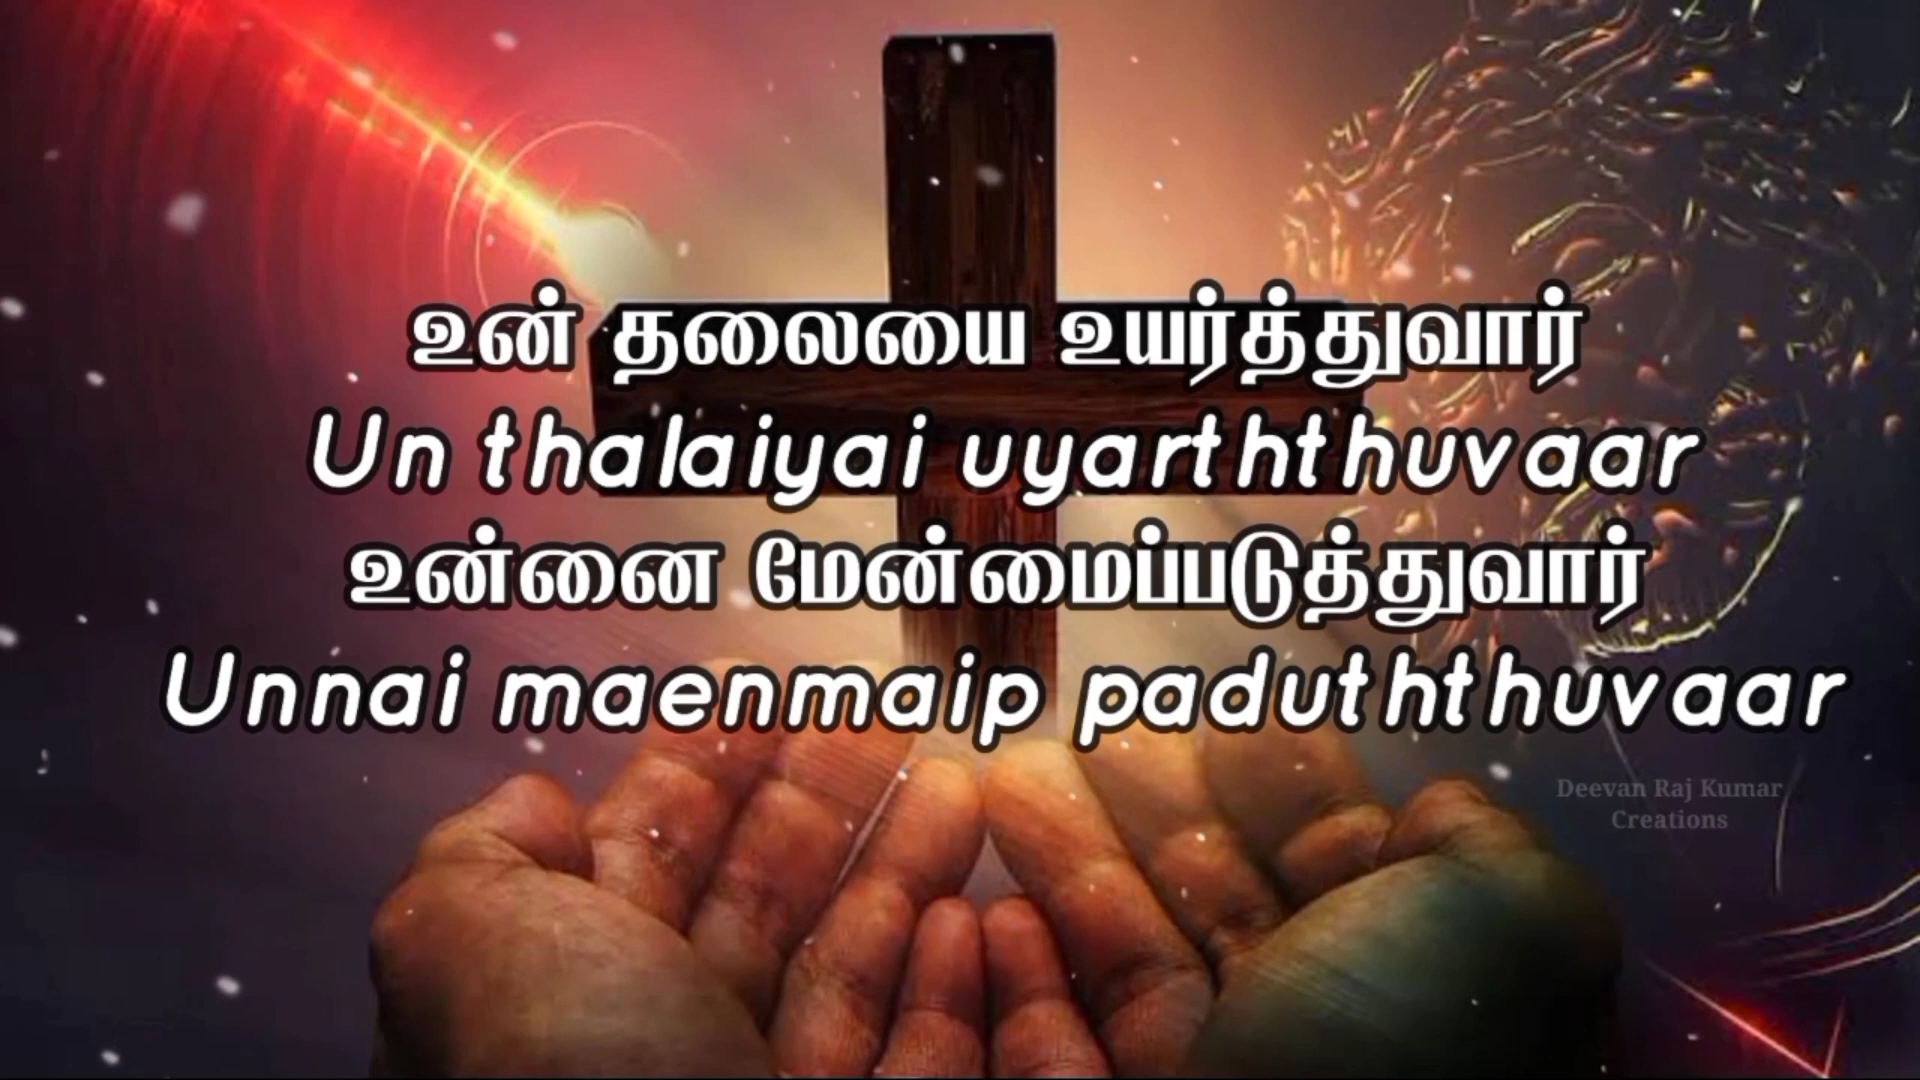 உன் தலையை உயர்த்துவார்
Un thalaiyai uyarththuvaar
உன்னை மேன்மைப்படுத்துவார்
Unnai maenmaip paduththuvaar
Deevan Raj Kumar
Creations